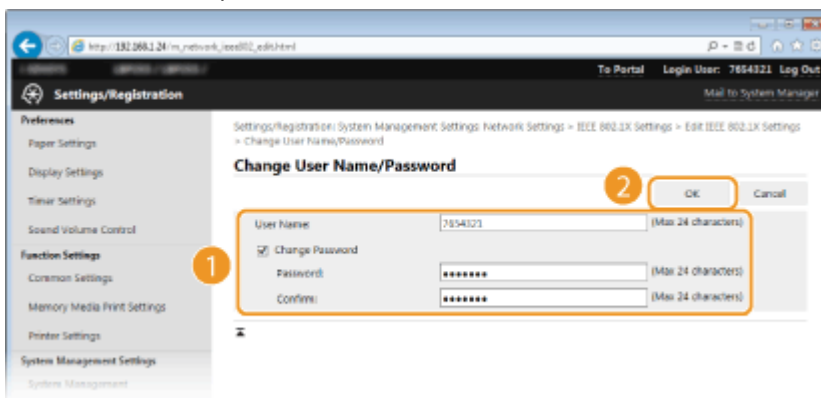 http://192.168.1.24/m_network_ieee802_edit.html
To Portal Login User: 7654321 Log Out
Settings/Registration
Mail to System Manager
Preferences
Paper Settings
Display Settings
Timer Settings
Sound Volume Control
Function Settings
Common Settings
Memory Media Print Settings
Printer Settings
System Management Settings
System Management
Settings/Registration: System Management Settings: Network Settings > IEEE 802.1X Settings > Edit IEEE 802.1X Settings
> Change User Name/Password
Change User Name/Password
2
OK
Cancel
1
User Name:
7654321
(Max 24 characters)
Change Password
Password:
•••••••
(Max 24 characters)
Confirm:
•••••••
(Max 24 characters)